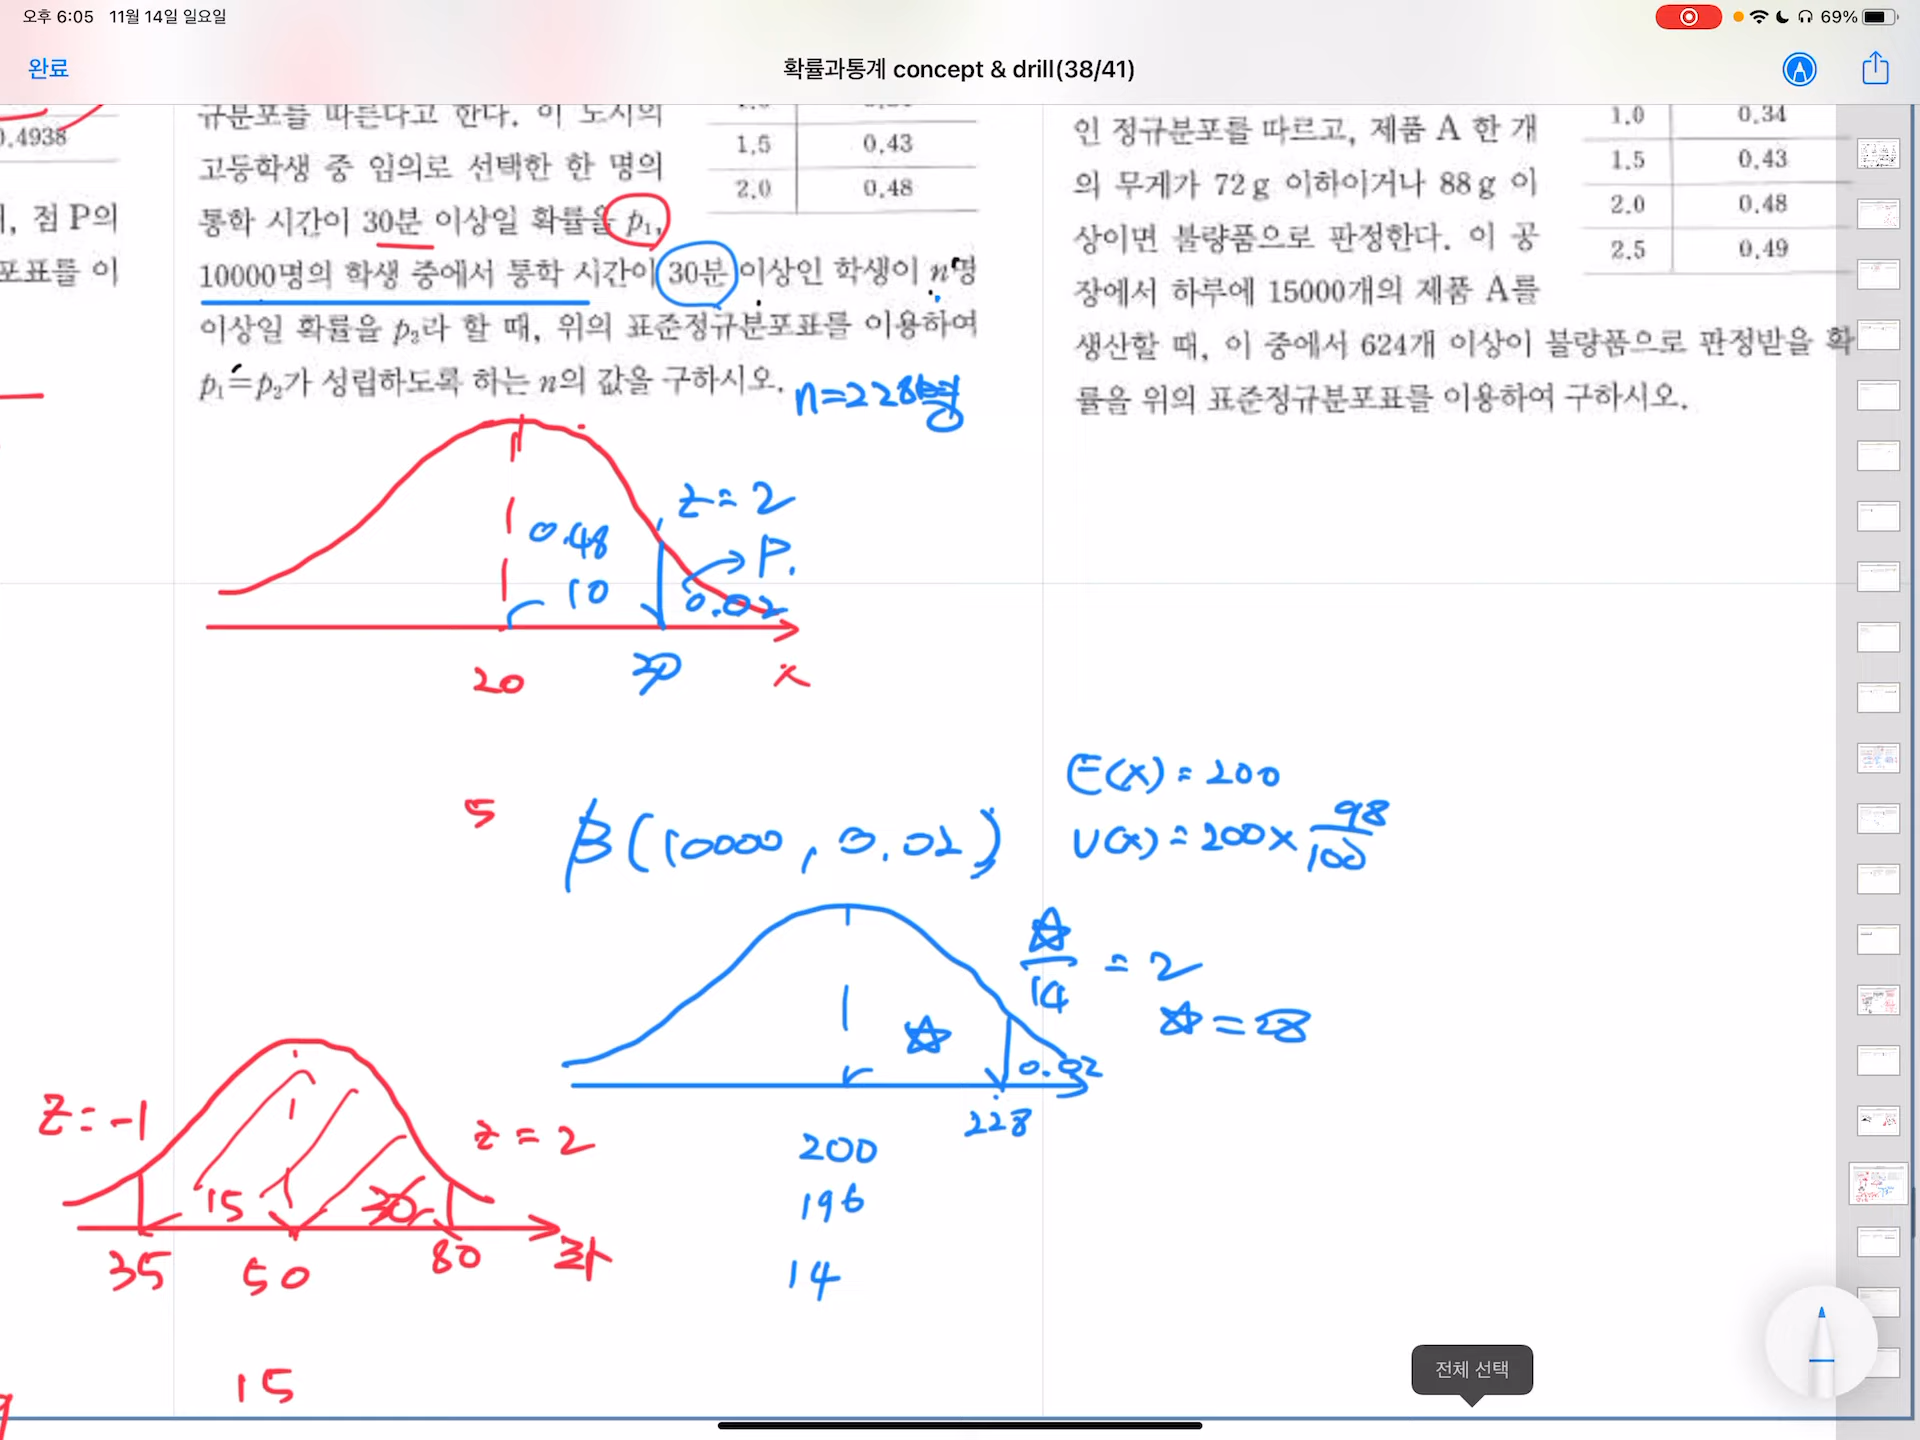 오후 6:05 11월 14일 일요일
69%
완료
확률과통계 concept & drill(38/41)
0.4938
, 점 P의
포표를 이
규분포를 따른다고 한다. 이 도시의
고등학생 중 임의로 선택한 한 명의
통학 시간이 30분 이상일 확률을 p₁,
10000명의 학생 중에서 통학 시간이 30분 이상인 학생이 n명
이상일 확률을 p₂라 할 때, 위의 표준정규분포표를 이용하여
p₁=p₂가 성립하도록 하는 n의 값을 구하시오.
1.5 0.43
2.0 0.48
n=228명
인 정규분포를 따르고, 제품 A 한 개
의 무게가 72g 이하이거나 88g 이
상이면 불량품으로 판정한다. 이 공
장에서 하루에 15000개의 제품 A를
생산할 때, 이 중에서 624개 이상이 불량품으로 판정받을 확
률을 위의 표준정규분포표를 이용하여 구하시오.
1.0 0.34
1.5 0.43
2.0 0.48
2.5 0.49
z=2
0.48
P.
10
0.02
20
30
x
5
B(10000, 0.02)
E(x)=200
V(x)=200× 98/100
☆/14 = 2
☆=28
☆
0.02
228
200
196
14
z=-1
z=2
15
30
35
50
80
확
15
전체 선택